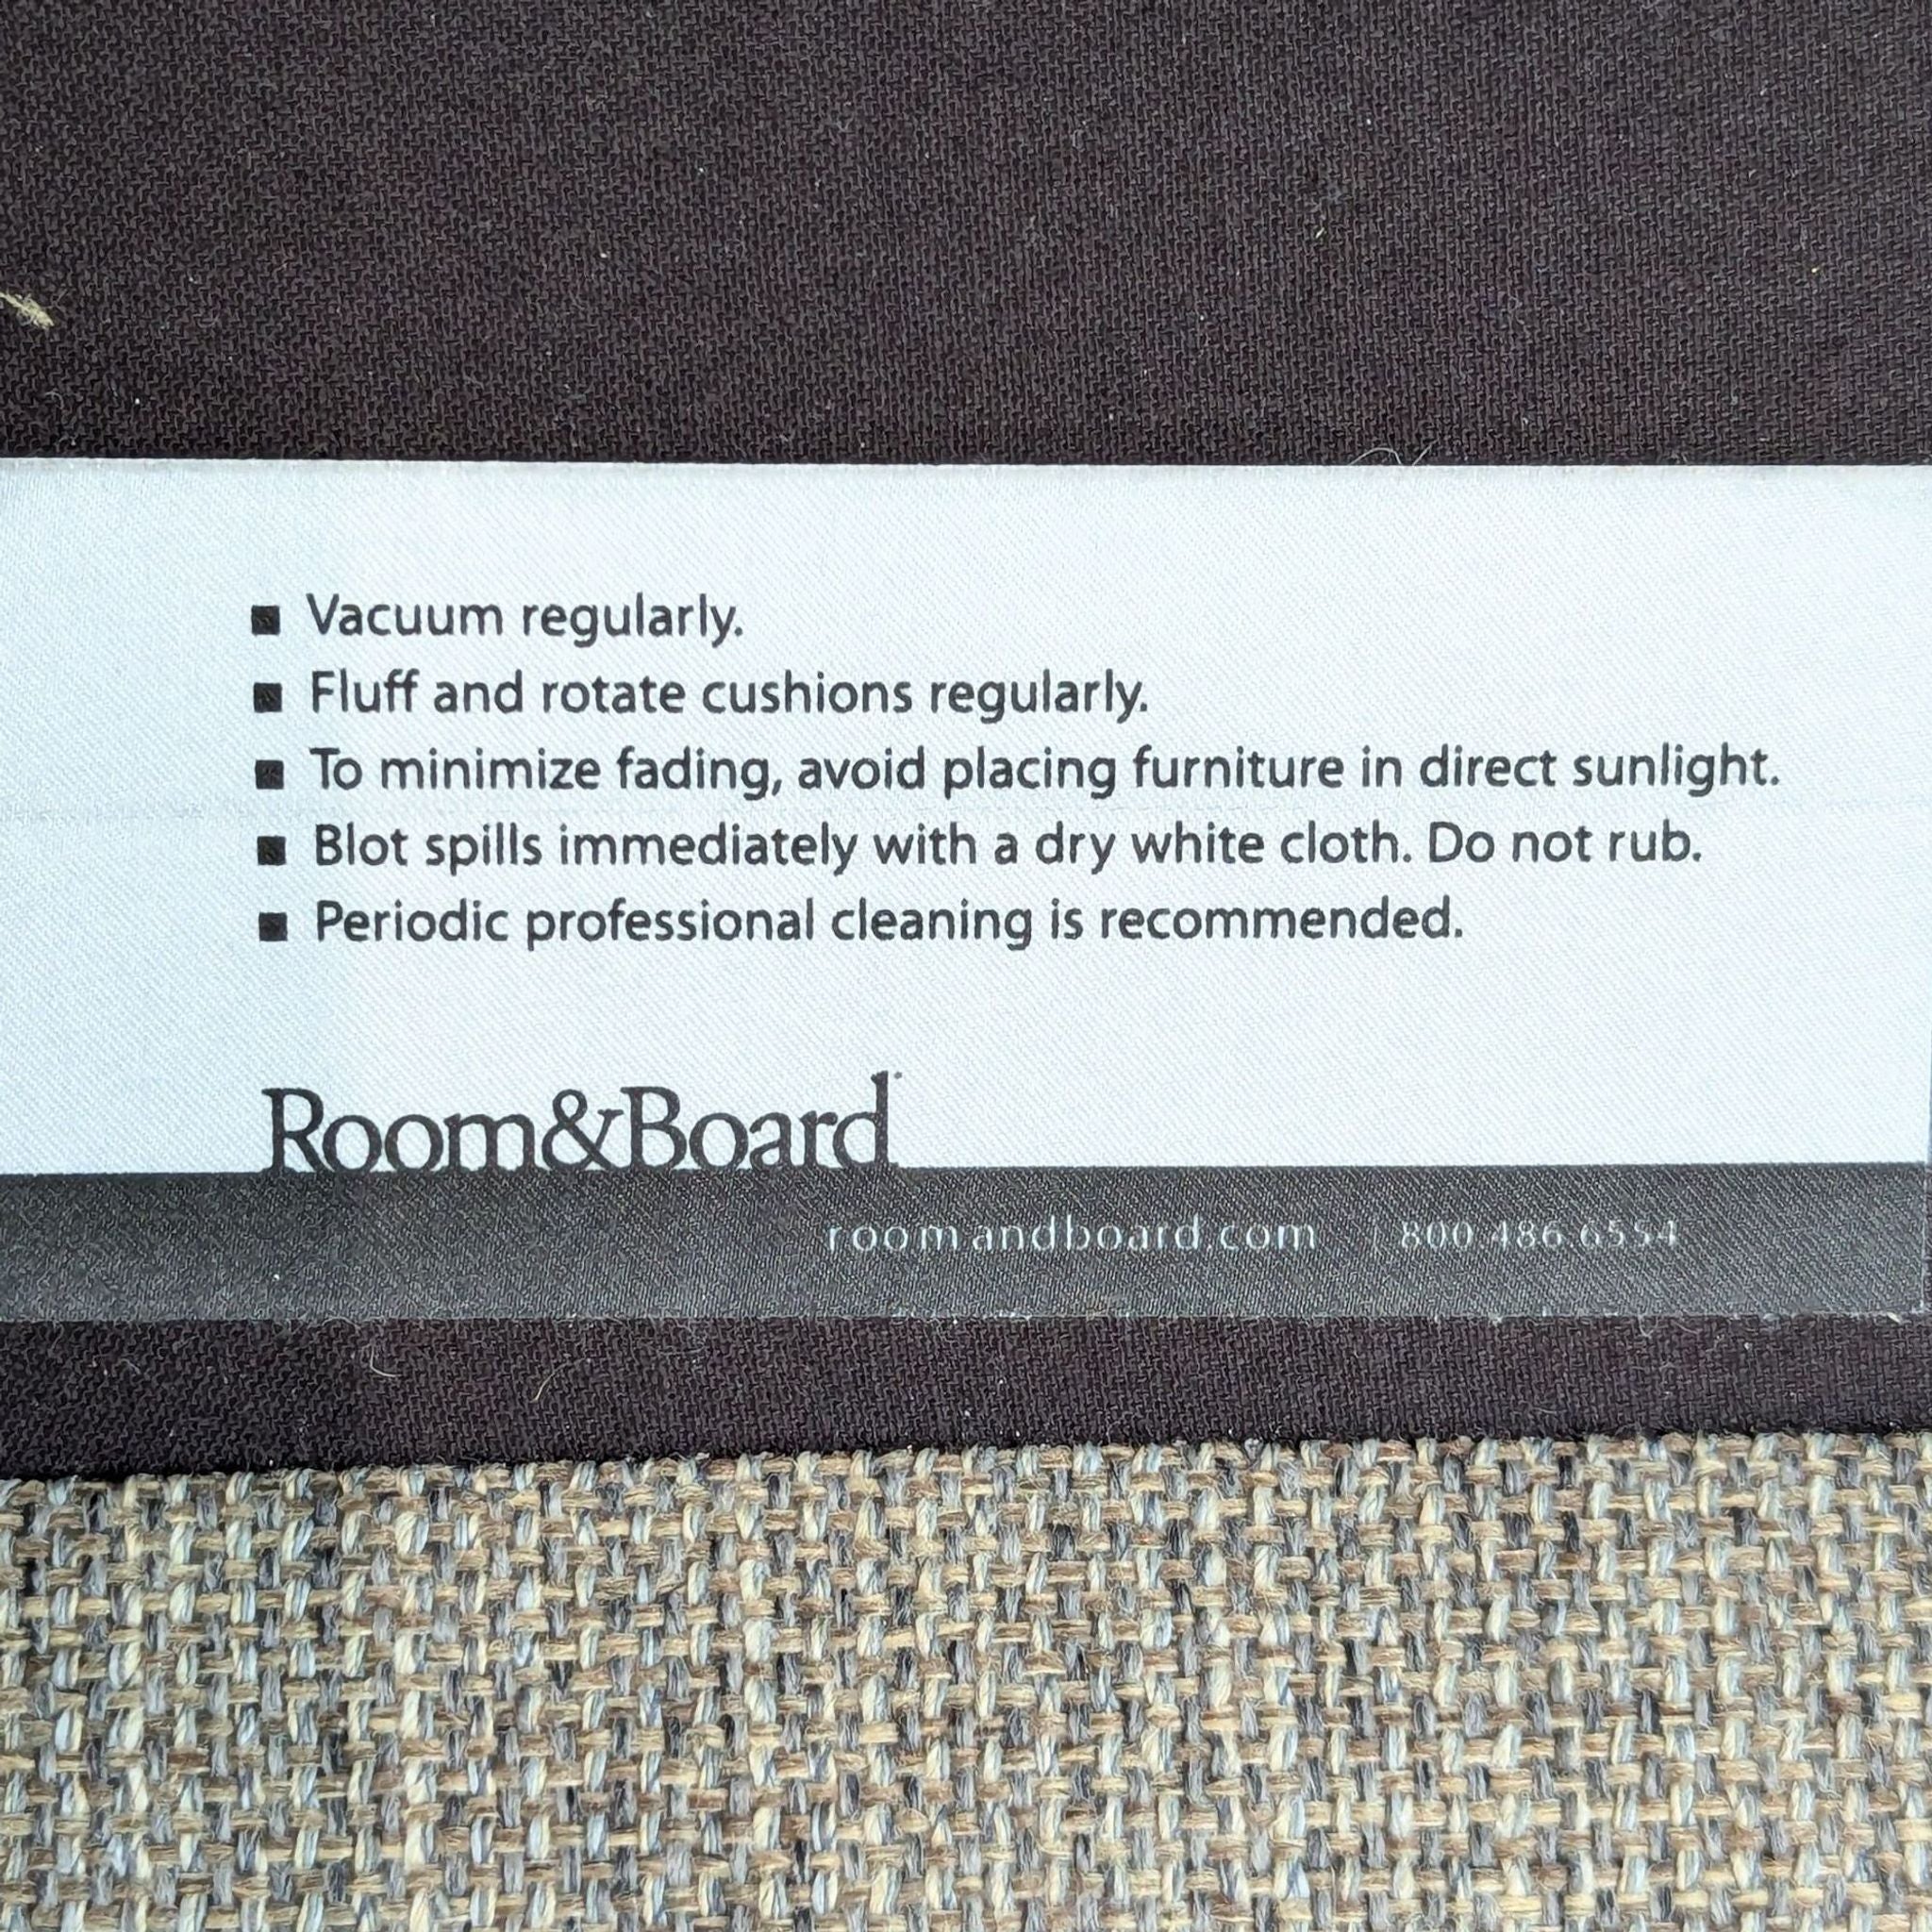 ■ Vacuum regularly.
■ Fluff and rotate cushions regularly.
■ To minimize fading, avoid placing furniture in direct sunlight.
■ Blot spills immediately with a dry white cloth. Do not rub.
■ Periodic professional cleaning is recommended.
Room&Board
roomandboard.com | 800 486 6554